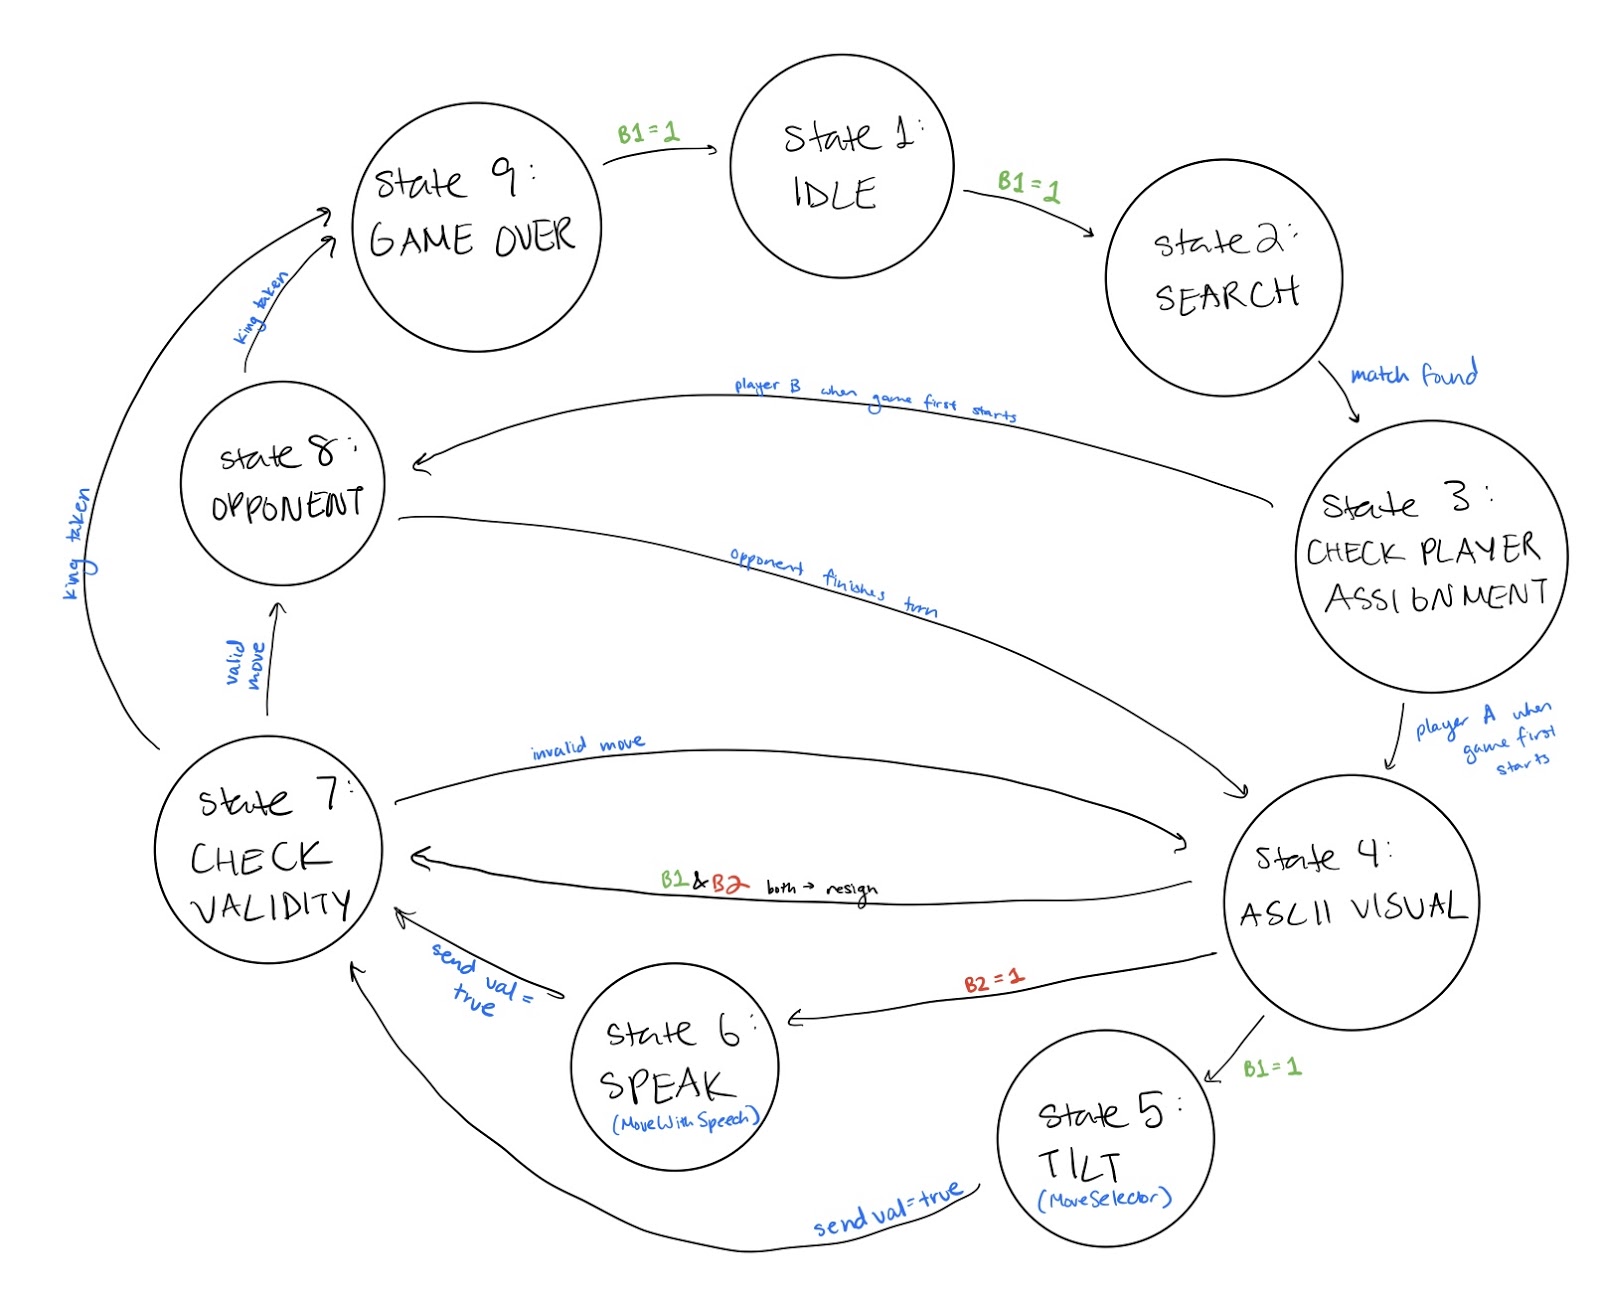 State 1:
IDLE
B1=1
State 2:
SEARCH
match found
State 3:
CHECK PLAYER
ASSIGNMENT
player A when
game first
starts
player B when game first starts
State 4:
ASCII VISUAL
B1=1
State 5:
TILT
(MoveSelector)
send val=true
B2=1
State 6:
SPEAK
(MoveWithSpeech)
send val=
true
B1&B2 both → resign
State 7:
CHECK
VALIDITY
invalid move
valid
move
king taken
State 8:
OPPONENT
opponent finishes turn
king taken
State 9:
GAME OVER
B1=1